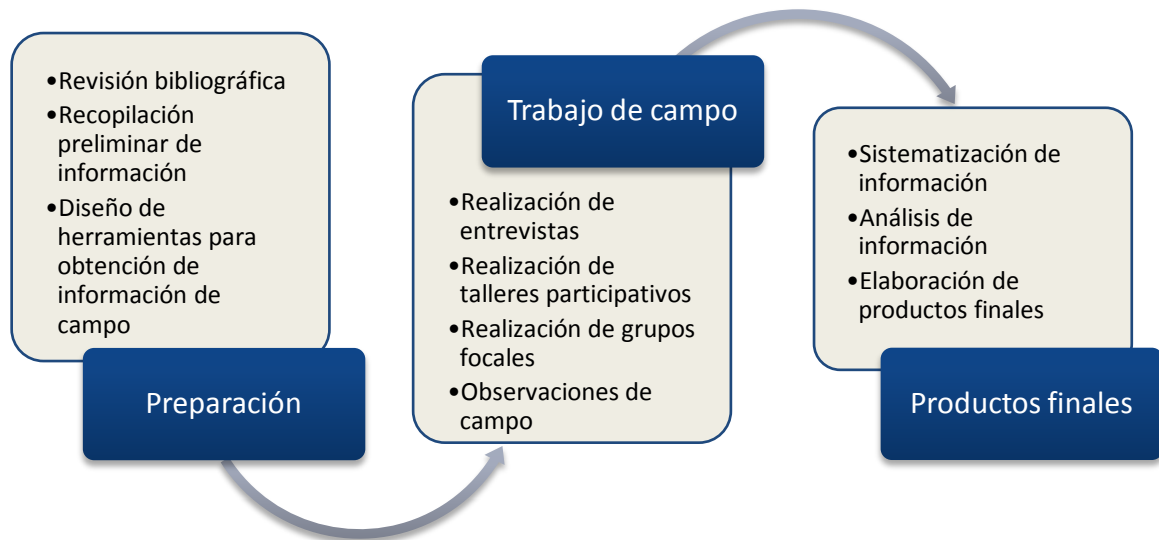 •Revisión bibliográfica
•Recopilación
preliminar de
información
•Diseño de
herramientas para
obtención de
información de
campo
Preparación
Trabajo de campo
•Realización de
entrevistas
•Realización de
talleres participativos
•Realización de grupos
focales
•Observaciones de
campo
•Sistematización de
información
•Análisis de
información
•Elaboración de
productos finales
Productos finales